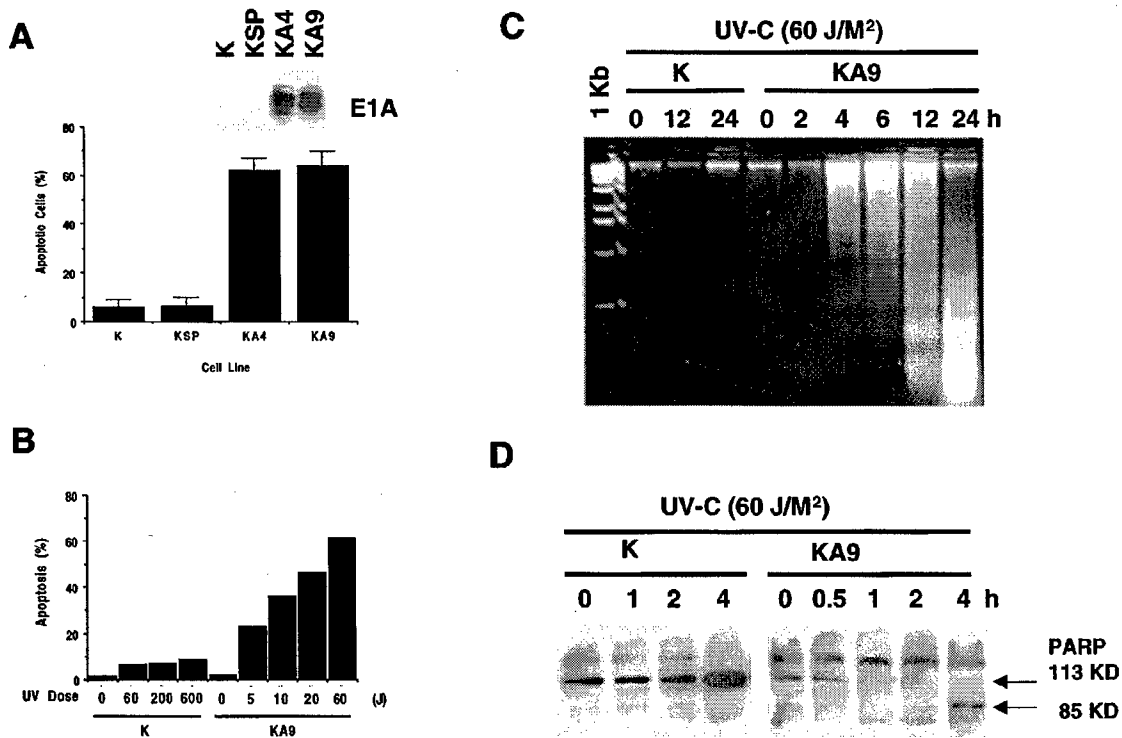 A
K KSP KA4 KA9
E1A
80
60
40
20
0
Apoptotic Cells (%)
K KSP KA4 KA9
Cell Line
B
80
60
40
20
0
Apoptosis (%)
UV Dose 0 60 200 600 0 5 10 20 60 (J)
K KA9
C
UV-C (60 J/M²)
K KA9
1 Kb
0 12 24 0 2 4 6 12 24 h
D
UV-C (60 J/M²)
K KA9
0 1 2 4 0 0.5 1 2 4 h
PARP
113 KD
85 KD